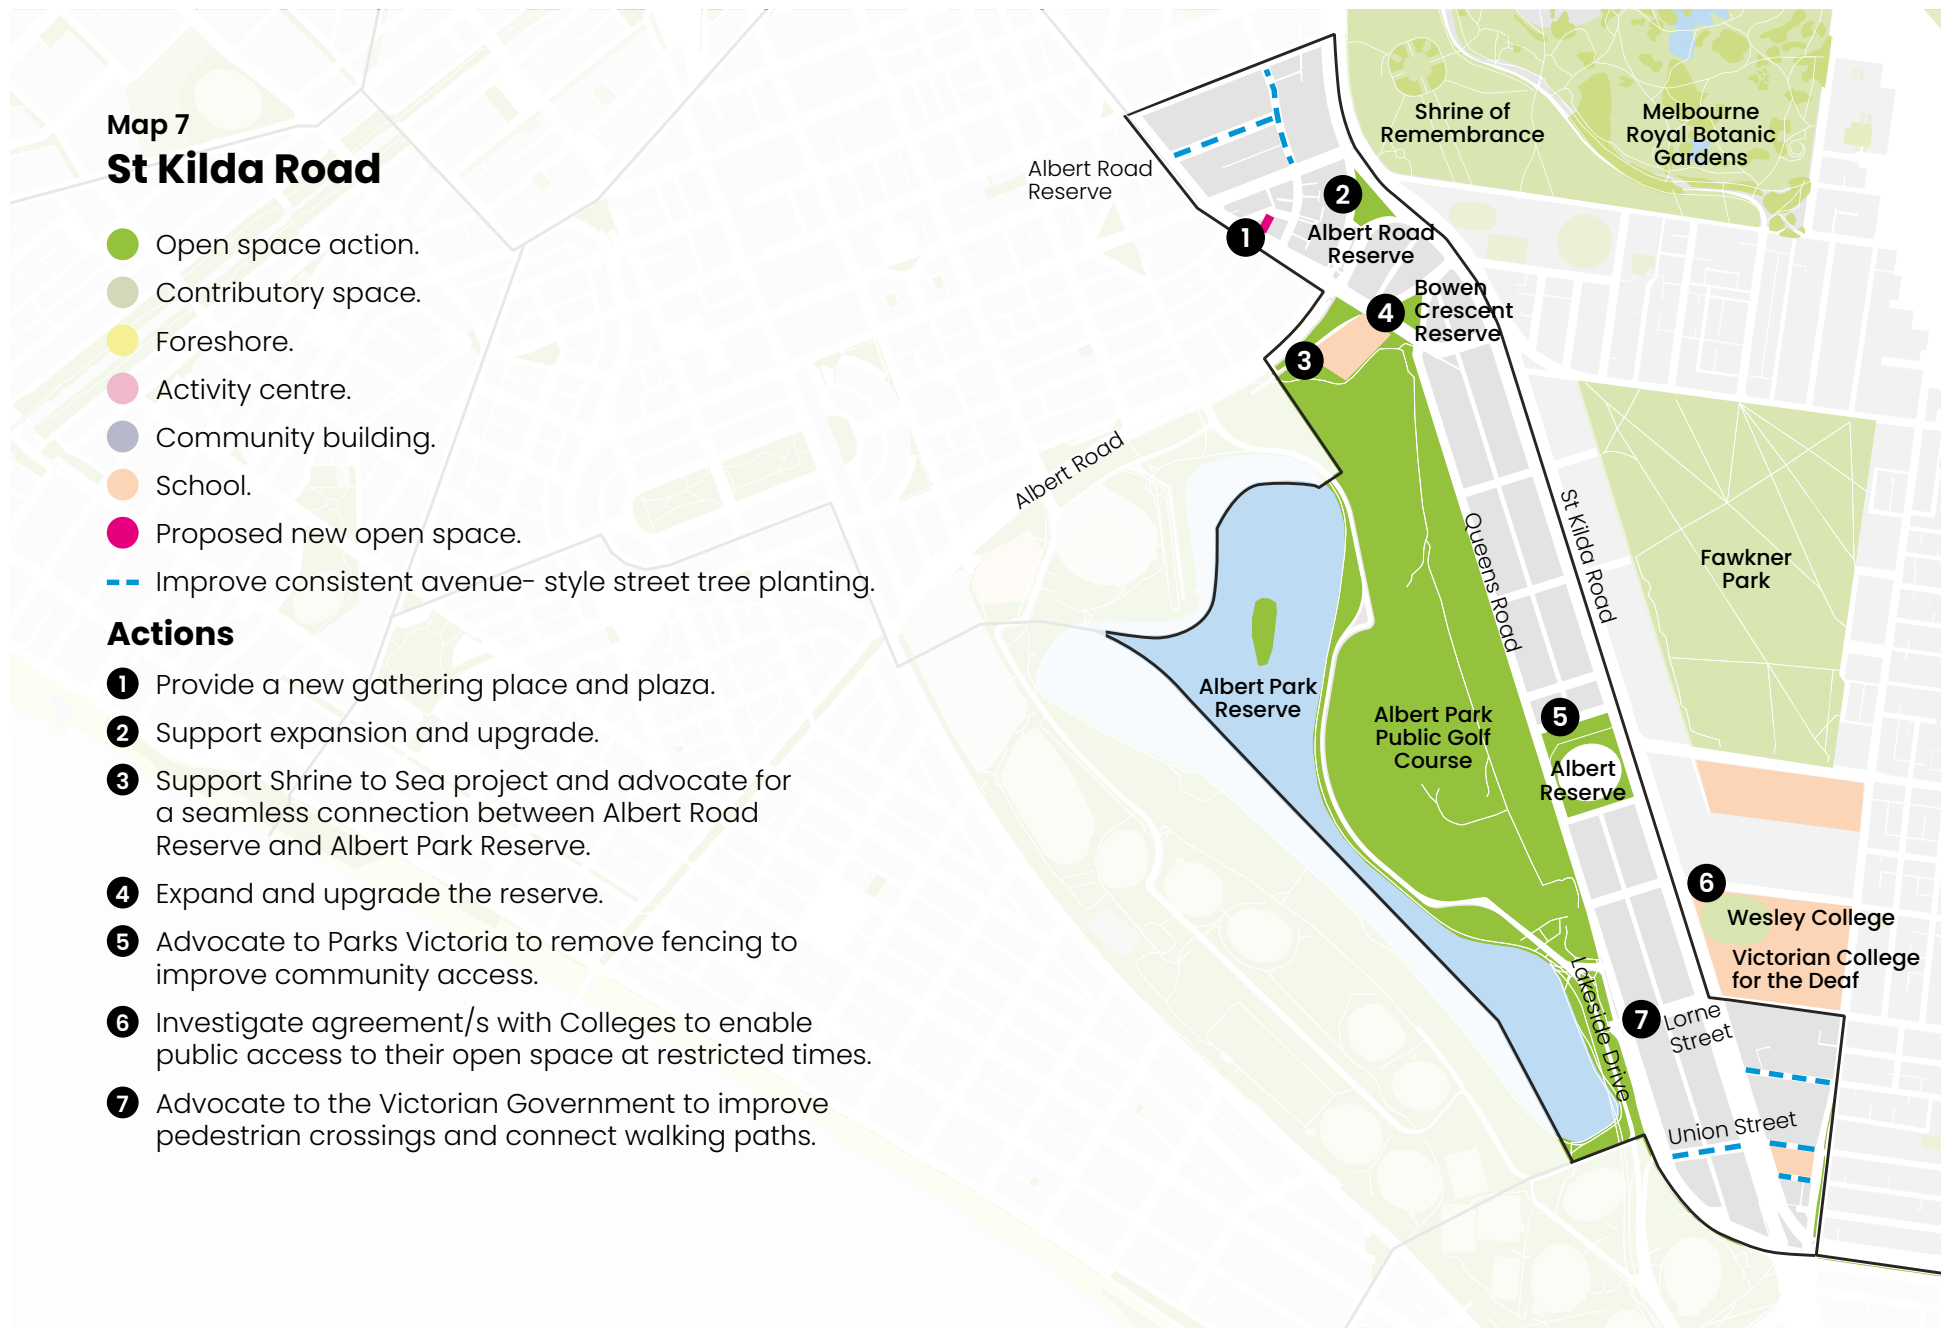 Map 7
St Kilda Road
Open space action.
Contributory space.
Foreshore.
Activity centre.
Community building.
School.
Proposed new open space.
Improve consistent avenue- style street tree planting.
Actions
1 Provide a new gathering place and plaza.
2 Support expansion and upgrade.
3 Support Shrine to Sea project and advocate for
a seamless connection between Albert Road
Reserve and Albert Park Reserve.
4 Expand and upgrade the reserve.
5 Advocate to Parks Victoria to remove fencing to
improve community access.
6 Investigate agreement/s with Colleges to enable
public access to their open space at restricted times.
7 Advocate to the Victorian Government to improve
pedestrian crossings and connect walking paths.
Shrine of
Remembrance
Melbourne
Royal Botanic
Gardens
Albert Road
Reserve
2
1
Albert Road
Reserve
Bowen
Crescent
Reserve
4
3
Albert Road
Queens Road
St Kilda Road
Fawkner
Park
Albert Park
Reserve
Albert Park
Public Golf
Course
5
Albert
Reserve
6
Wesley College
Victorian College
for the Deaf
Lakeside Drive
7
Lorne
Street
Union Street